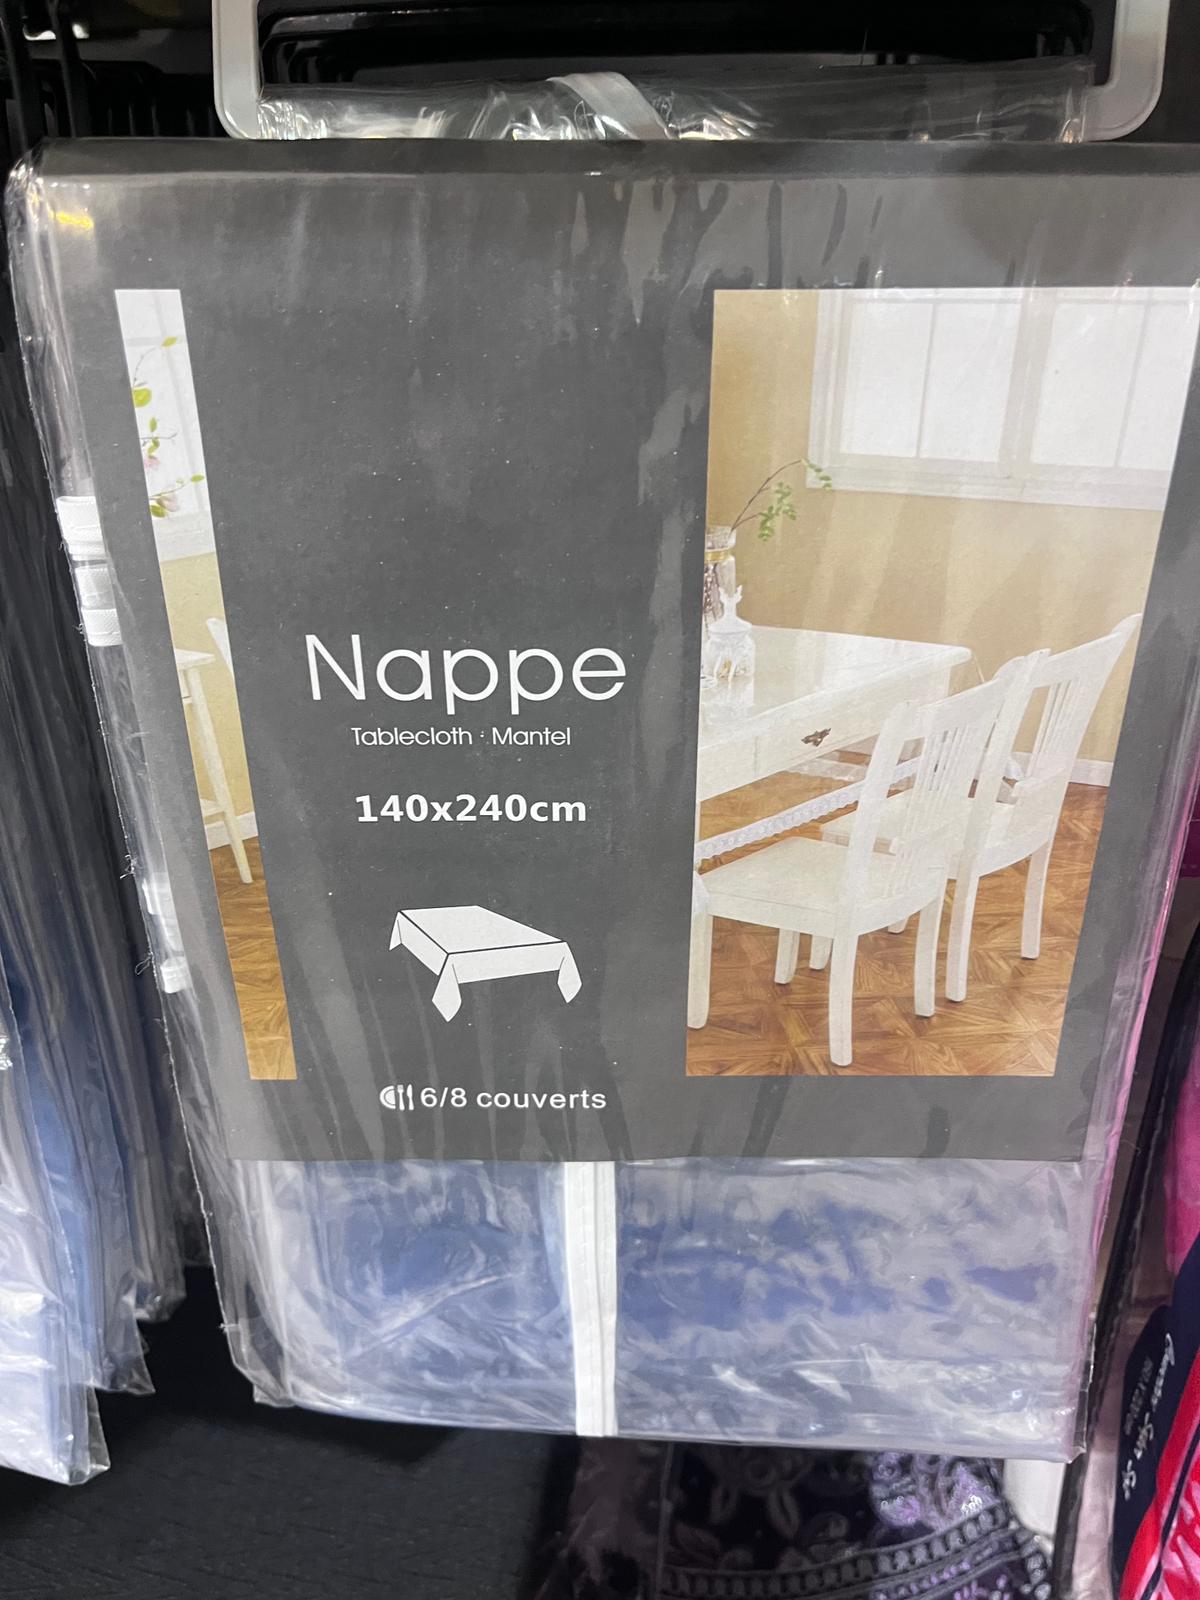 Nappe
Tablecloth · Mantel
140x240cm
6/8 couverts